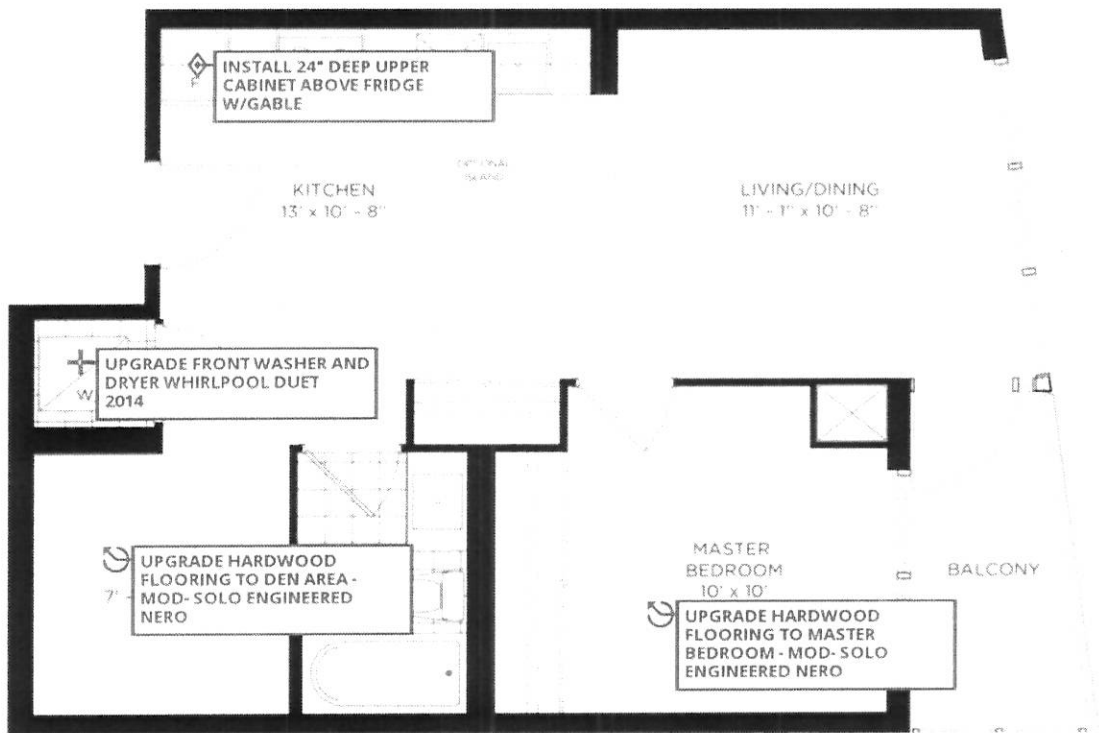 INSTALL 24" DEEP UPPER
CABINET ABOVE FRIDGE
W/GABLE
F
OPTIONAL
ISLAND
KITCHEN
13' x 10' - 8"
LIVING/DINING
11' - 1" x 10' - 8"
UPGRADE FRONT WASHER AND
DRYER WHIRLPOOL DUET
2014
W
UPGRADE HARDWOOD
FLOORING TO DEN AREA -
MOD- SOLO ENGINEERED
NERO
7'
MASTER
BEDROOM
10' x 10'
BALCONY
UPGRADE HARDWOOD
FLOORING TO MASTER
BEDROOM - MOD- SOLO
ENGINEERED NERO